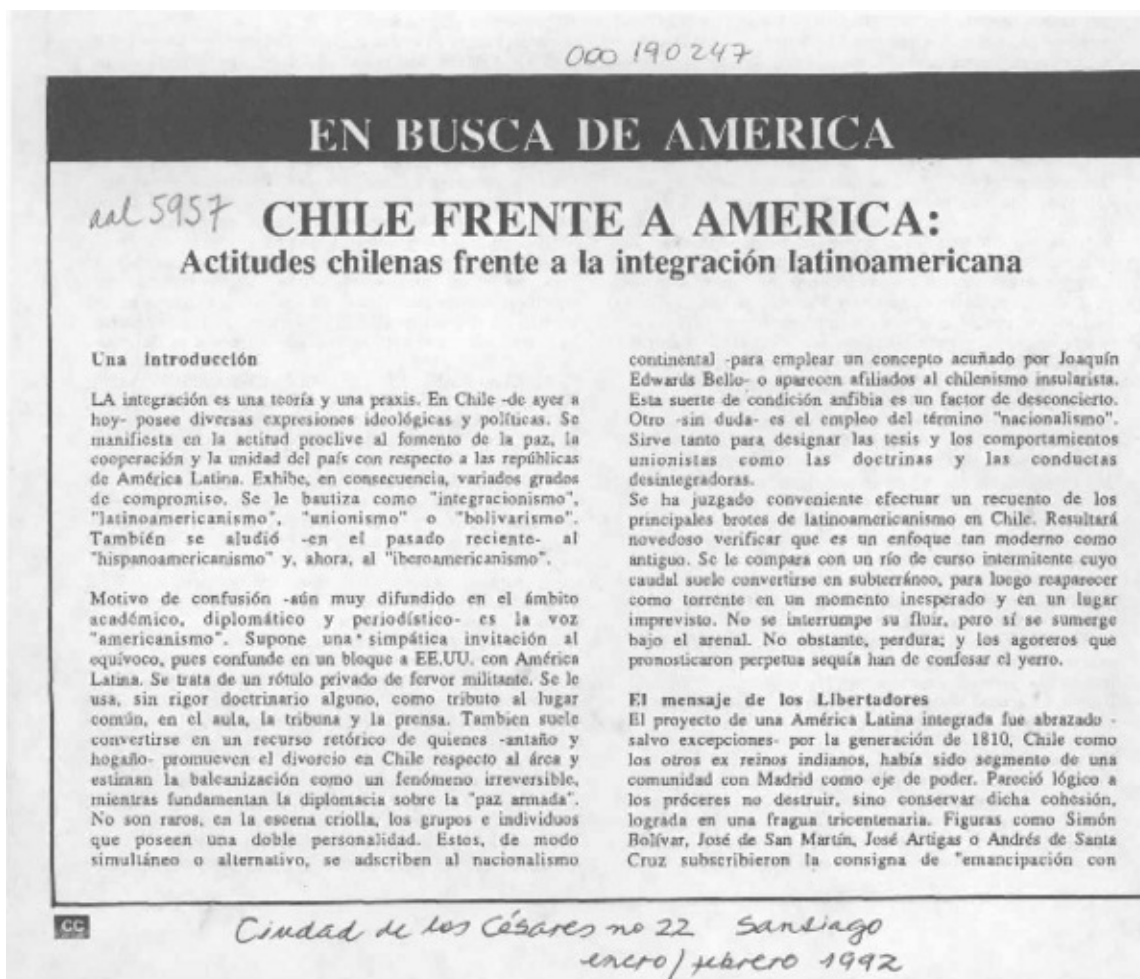 000 190247
EN BUSCA DE AMERICA
aal 5957
CHILE FRENTE A AMERICA:
Actitudes chilenas frente a la integración latinoamericana
Una introducción
LA integración es una teoría y una praxis. En Chile -de ayer a
hoy- posee diversas expresiones ideológicas y políticas. Se
manifiesta en la actitud proclive al fomento de la paz, la
cooperación y la unidad del país con respecto a las repúblicas
de América Latina. Exhibe, en consecuencia, variados grados
de compromiso. Se le bautiza como "integracionismo",
"latinoamericanismo", "unionismo" o "bolivarismo".
También se aludió -en el pasado reciente- al
"hispanoamericanismo" y, ahora, al "iberoamericanismo".
Motivo de confusión -aún muy difundido en el ámbito
académico, diplomático y periodístico- es la voz
"americanismo". Supone una simpática invitación al
equívoco, pues confunde en un bloque a EE.UU. con América
Latina. Se trata de un rótulo privado de fervor militante. Se le
usa, sin rigor doctrinario alguno, como tributo al lugar
común, en el aula, la tribuna y la prensa. Tambien suele
convertirse en un recurso retórico de quienes -antaño y
hogaño- promueven el divorcio en Chile respecto al área y
estiman la balcanización como un fenómeno irreversible,
mientras fundamentan la diplomacia sobre la "paz armada".
No son raros, en la escena criolla, los grupos e individuos
que poseen una doble personalidad. Estos, de modo
simultáneo o alternativo, se adscriben al nacionalismo
continental -para emplear un concepto acuñado por Joaquín
Edwards Bello- o aparecen afiliados al chilenismo insularista.
Esta suerte de condición anfibia es un factor de desconcierto.
Otro -sin duda- es el empleo del término "nacionalismo".
Sirve tanto para designar las tesis y los comportamientos
unionistas como las doctrinas y las conductas
desintegradoras.
Se ha juzgado conveniente efectuar un recuento de los
principales brotes de latinoamericanismo en Chile. Resultará
novedoso verificar que es un enfoque tan moderno como
antiguo. Se le compara con un río de curso intermitente cuyo
caudal suele convertirse en subterráneo, para luego reaparecer
como torrente en un momento inesperado y en un lugar
imprevisto. No se interrumpe su fluir, pero sí se sumerge
bajo el arenal. No obstante, perdura; y los agoreros que
pronosticaron perpetua sequía han de confesar el yerro.
El mensaje de los Libertadores
El proyecto de una América Latina integrada fue abrazado -
salvo excepciones- por la generación de 1810, Chile como
los otros ex reinos indianos, había sido segmento de una
comunidad con Madrid como eje de poder. Pareció lógico a
los próceres no destruir, sino conservar dicha cohesión,
lograda en una fragua tricentenaria. Figuras como Simón
Bolívar, José de San Martín, José Artigas o Andrés de Santa
Cruz subscribieron la consigna de "emancipación con
CC
Ciudad de los Césares no 22 Santiago
enero/febrero 1992